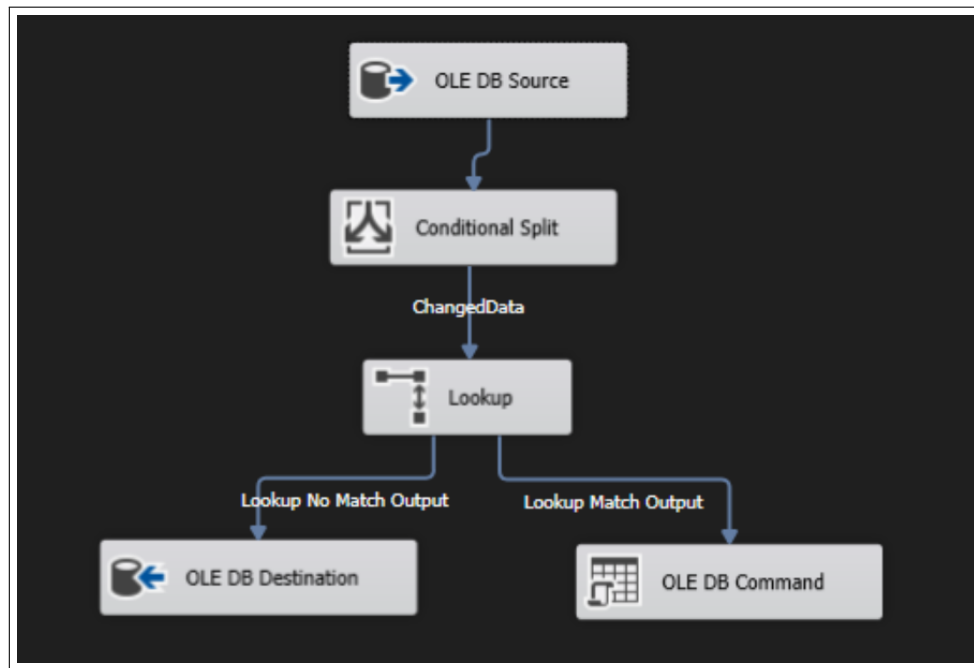 OLE DB Source
Conditional Split
ChangedData
Lookup
Lookup No Match Output
Lookup Match Output
OLE DB Destination
OLE DB Command